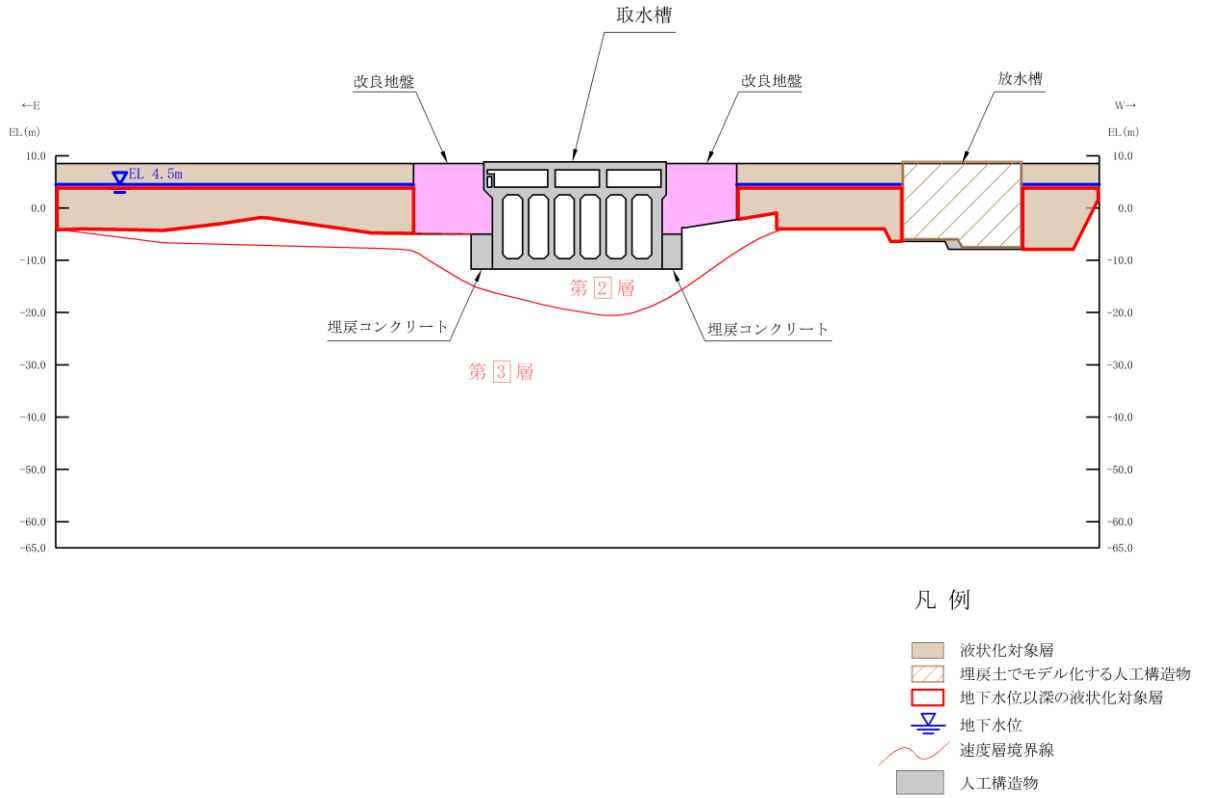 取水槽
改良地盤
改良地盤
放水槽
←E
W→
EL(m)
EL(m)
10.0
10.0
EL 4.5m
0.0
0.0
-10.0
-10.0
第2層
-20.0
-20.0
埋戻コンクリート
埋戻コンクリート
-30.0
-30.0
第3層
-40.0
-40.0
-50.0
-50.0
-60.0
-60.0
-65.0
-65.0
凡 例
液状化対象層
埋戻土でモデル化する人工構造物
地下水位以深の液状化対象層
地下水位
速度層境界線
人工構造物